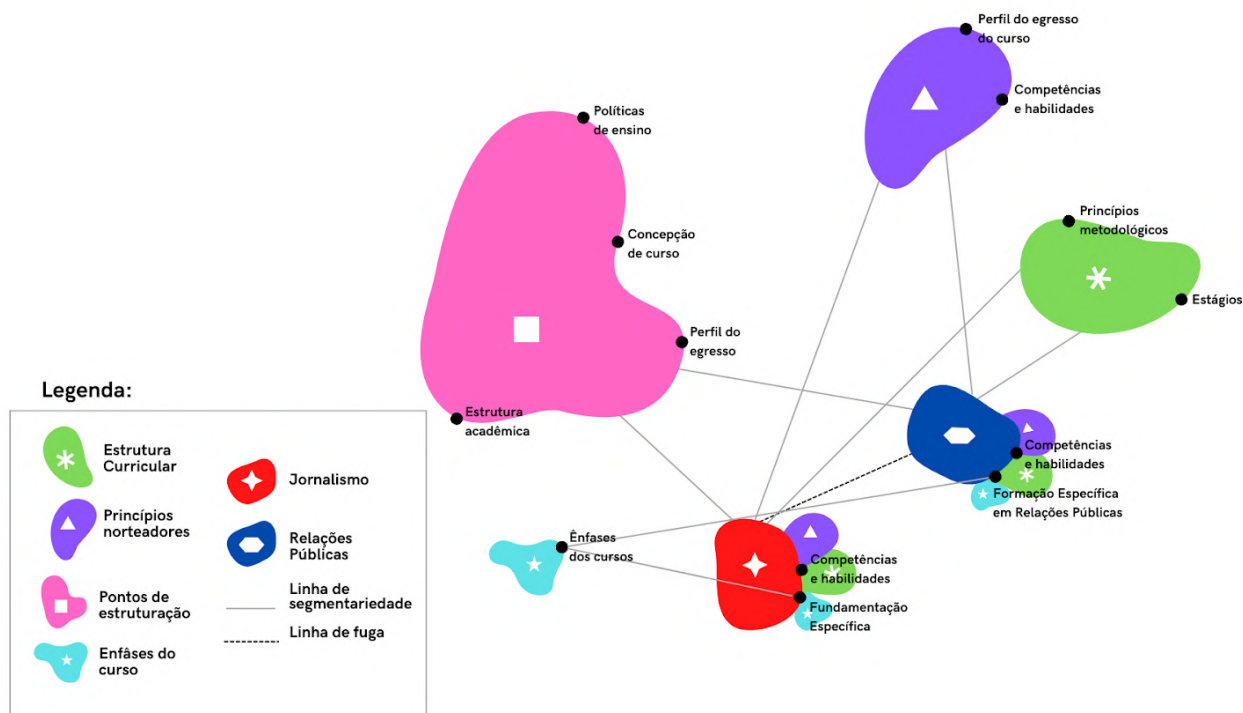 Perfil do egresso
do curso
Competências
e habilidades
Políticas
de ensino
Princípios
metodológicos
Concepção
de curso
Estágios
Perfil do
egresso
Estrutura
acadêmica
Competências
e habilidades
Formação Específica
em Relações Públicas
Ênfases
dos cursos
Competências
e habilidades
Fundamentação
Específica
Legenda:
Estrutura
Curricular
Princípios
norteadores
Pontos de
estruturação
Enfâses do
curso
Jornalismo
Relações
Públicas
Linha de
segmentariedade
Linha de fuga